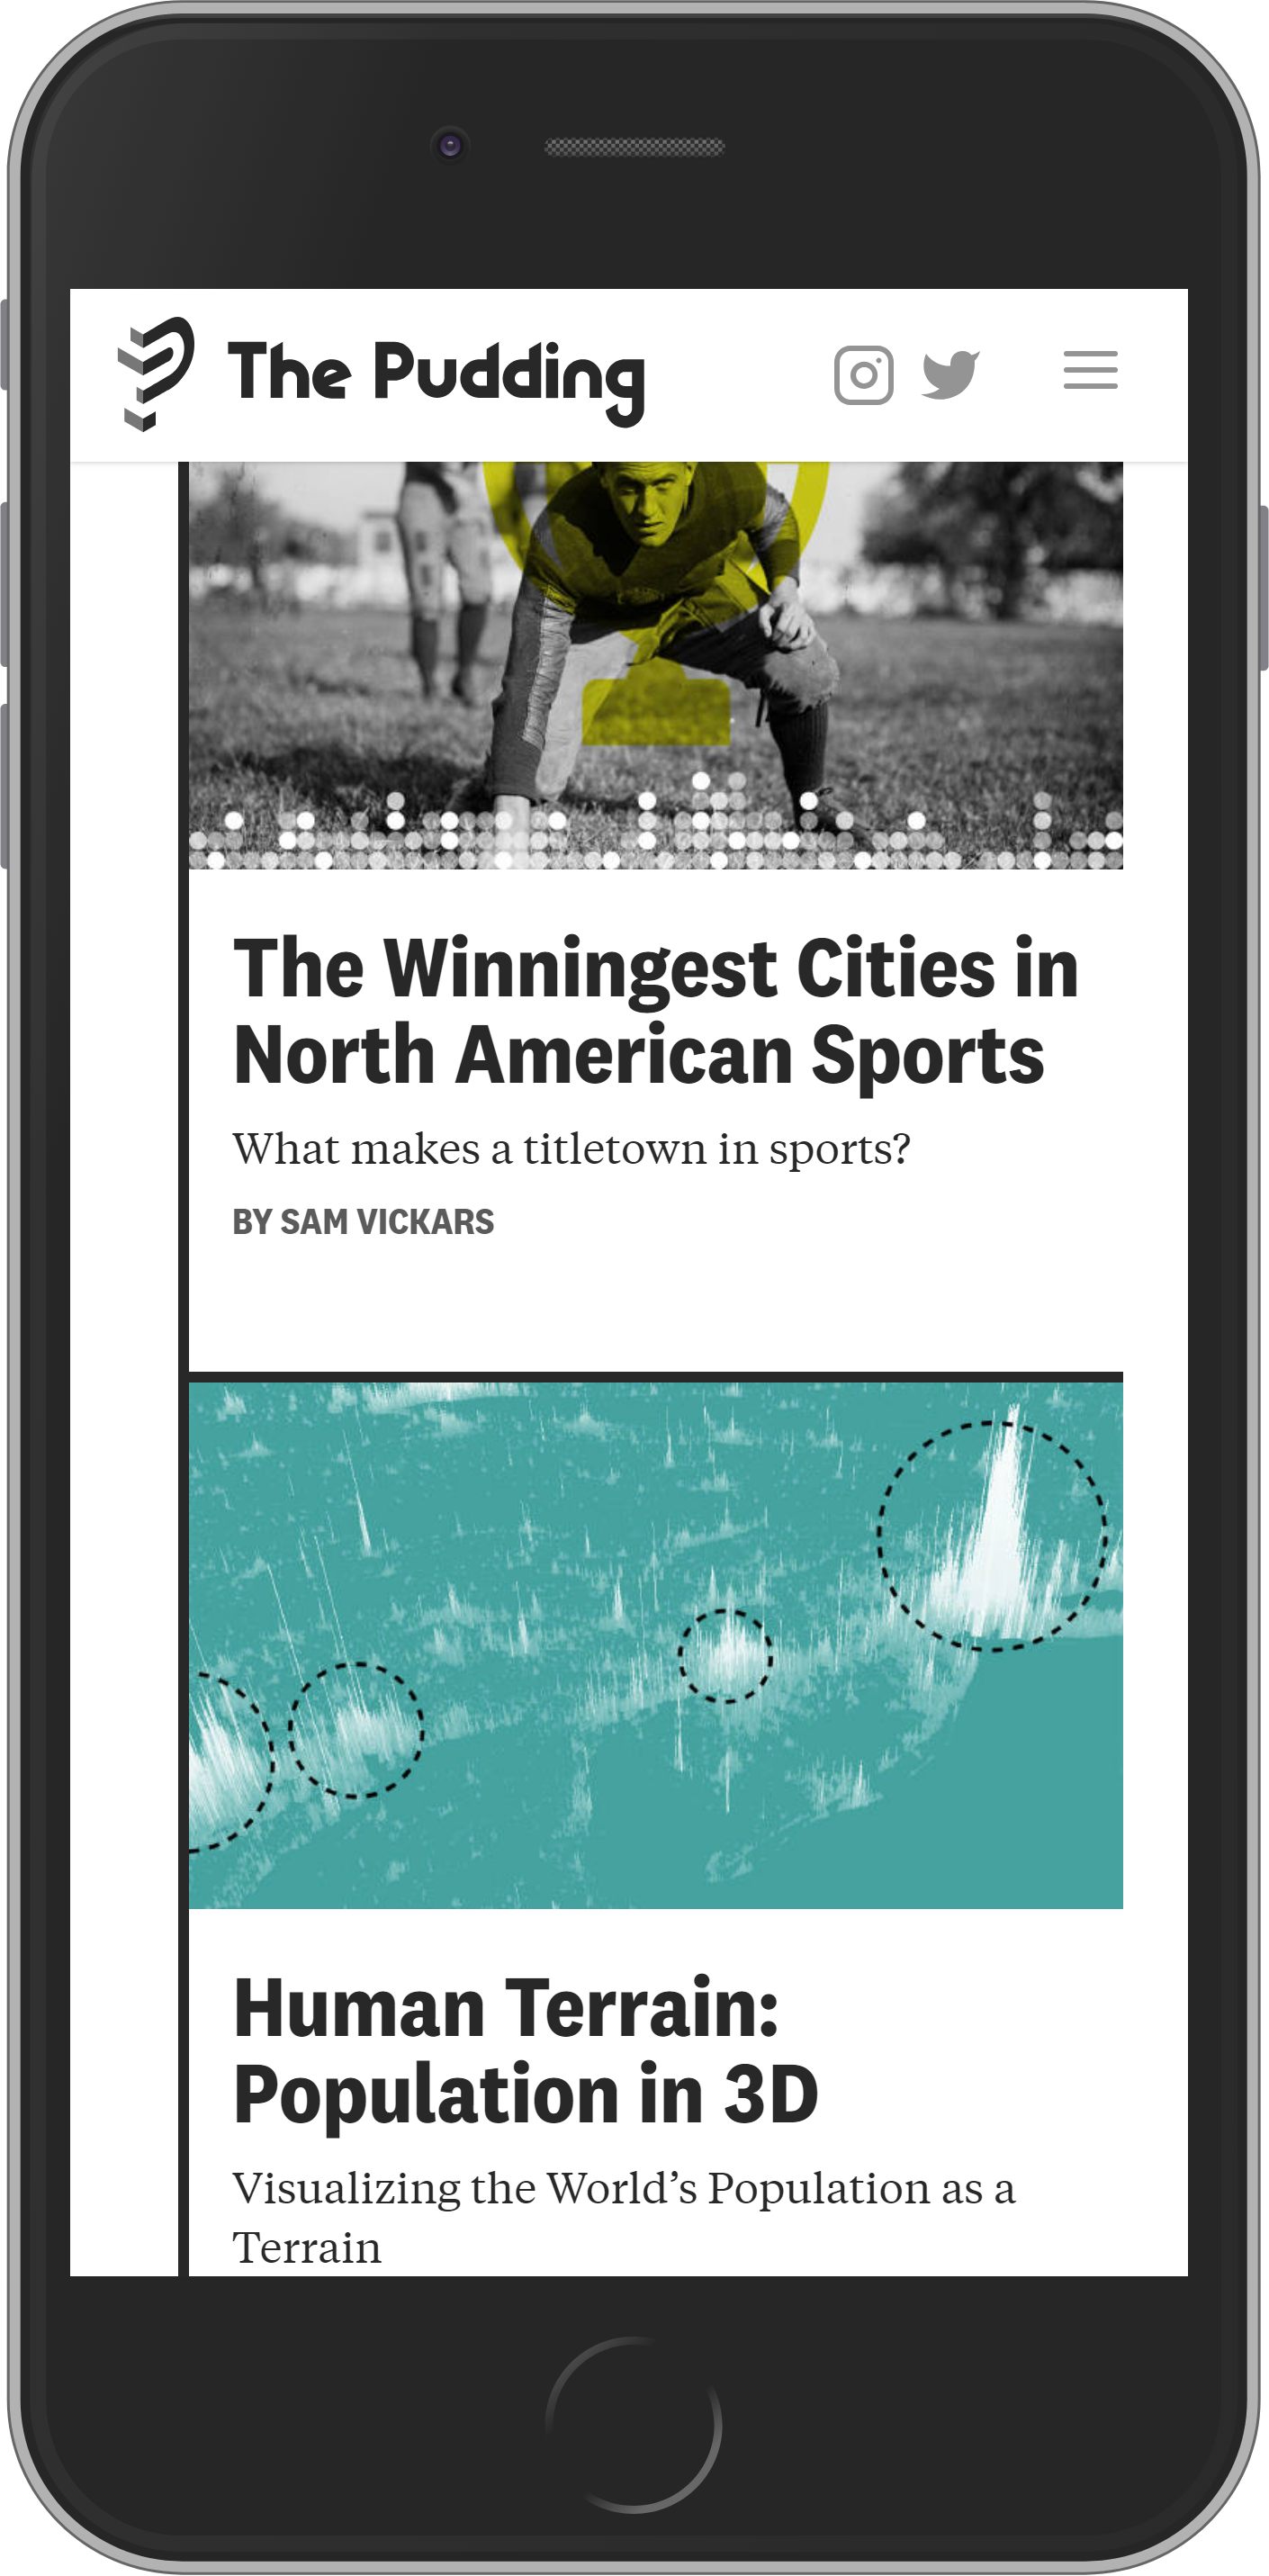 The Pudding
The Winningest Cities in
North American Sports
What makes a titletown in sports?
BY SAM VICKARS
Human Terrain:
Population in 3D
Visualizing the World’s Population as a
Terrain